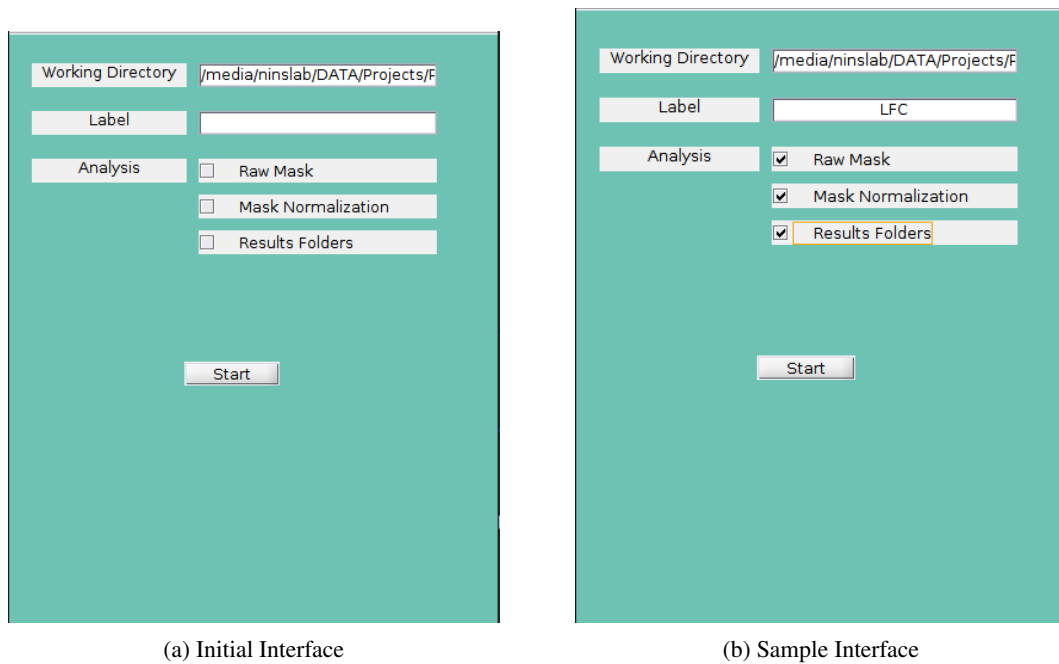 Working Directory /media/ninslab/DATA/Projects/F
Label
Analysis Raw Mask
Mask Normalization
Results Folders
Start
(a) Initial Interface
Working Directory /media/ninslab/DATA/Projects/F
Label LFC
Analysis Raw Mask
Mask Normalization
Results Folders
Start
(b) Sample Interface